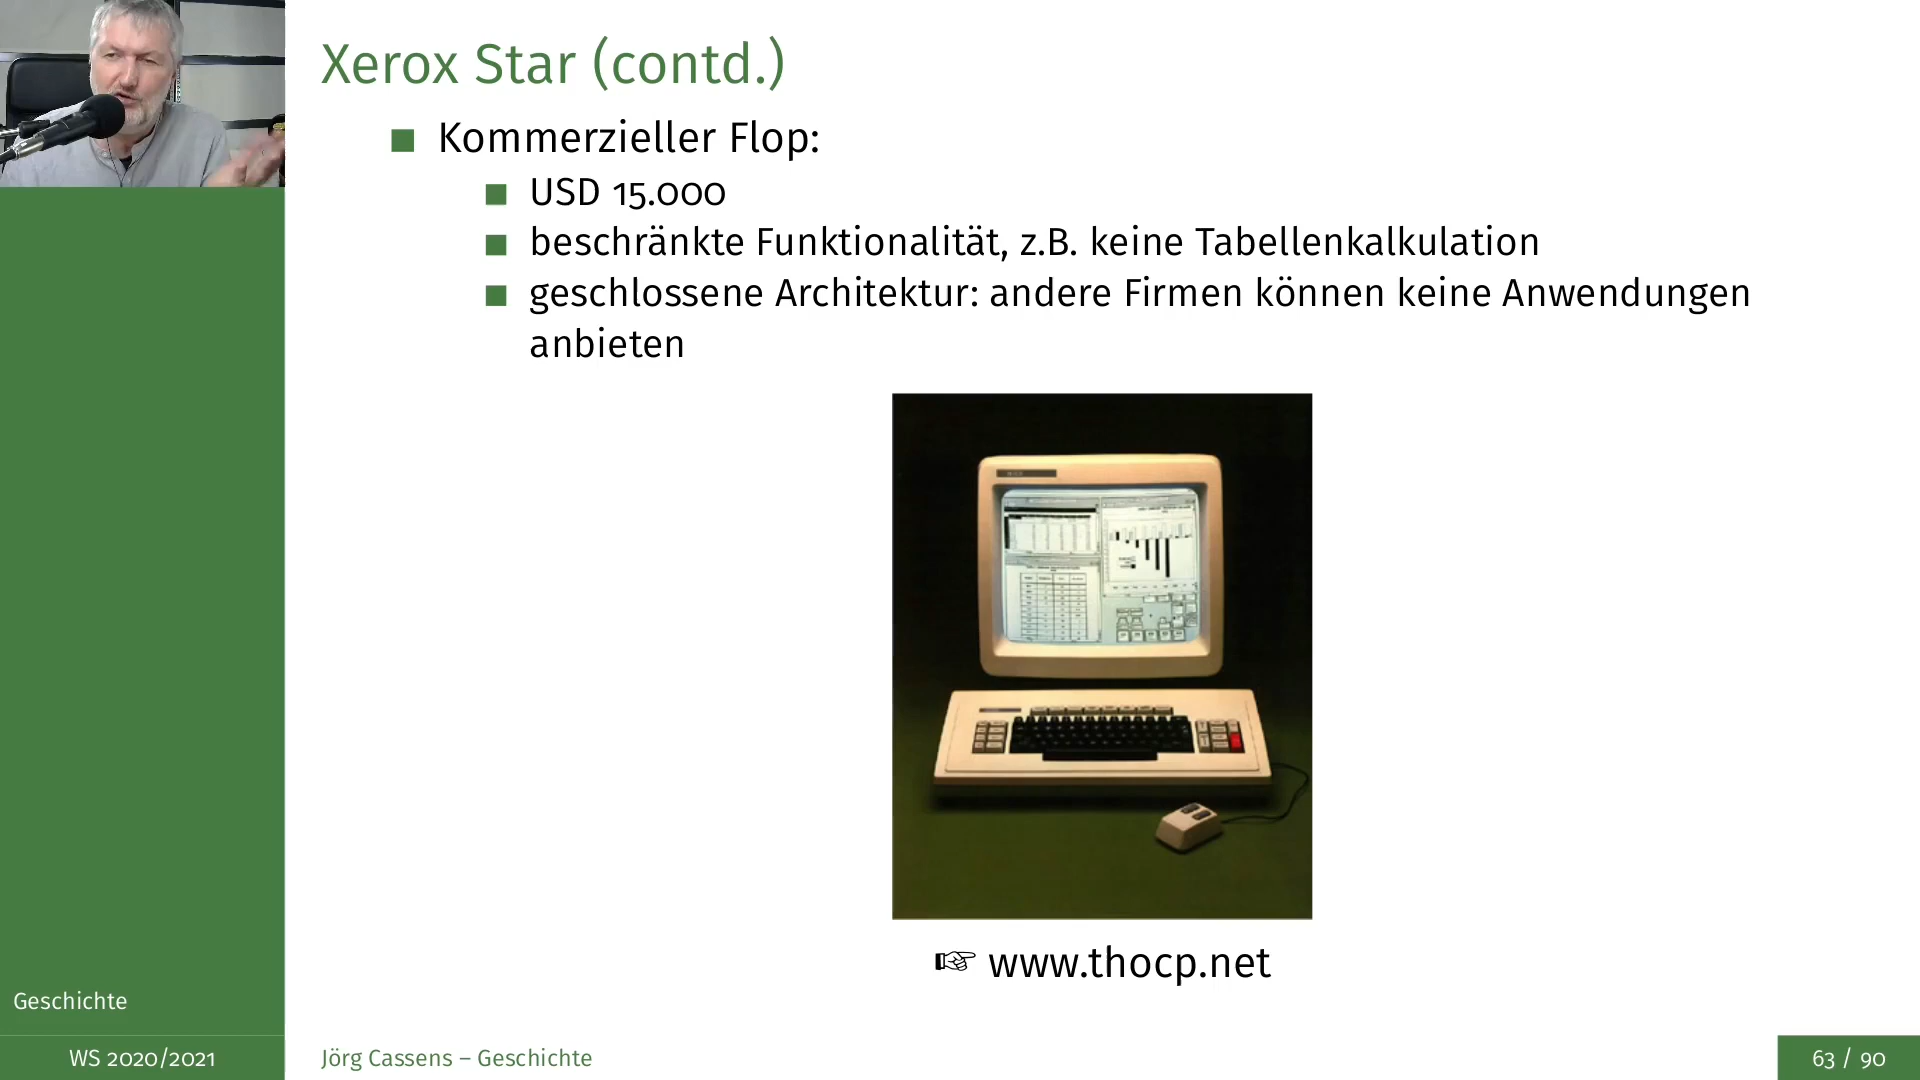 Xerox Star (contd.)
■ Kommerzieller Flop:
■ USD 15.000
■ beschränkte Funktionalität, z.B. keine Tabellenkalkulation
■ geschlossene Architektur: andere Firmen können keine Anwendungen
anbieten
☞ www.thocp.net
Geschichte
WS 2020/2021
Jörg Cassens – Geschichte
63 / 90